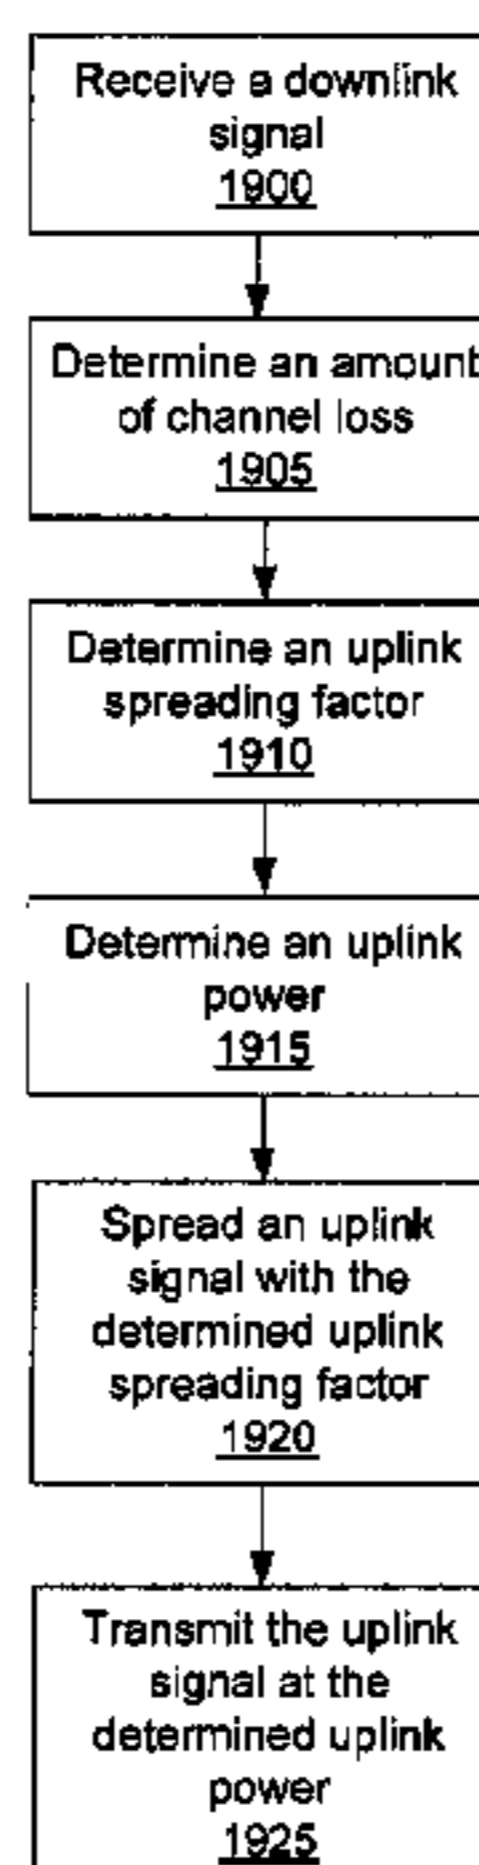 Receive a downlink
signal
1900
Determine an amount
of channel loss
1905
Determine an uplink
spreading factor
1910
Determine an uplink
power
1915
Spread an uplink
signal with the
determined uplink
spreading factor
1920
Transmit the uplink
signal at the
determined uplink
power
1925